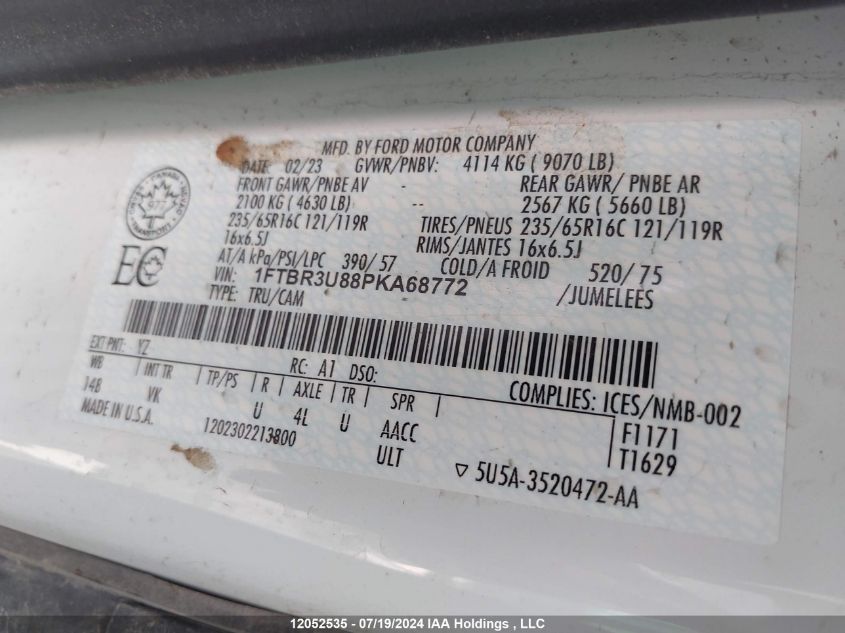 MFD. BY FORD MOTOR COMPANY
DATE: 02/23 GVWR/PNBV: 4114 KG ( 9070 LB)
FRONT GAWR/PNBE AV - REAR GAWR/ PNBE AR
2100 KG ( 4630 LB) -- 2567 KG ( 5660 LB)
235/65R16C 121/119R TIRES/PNEUS 235/65R16C 121/119R
16x6.5J RIMS/JANTES 16x6.5J
AT/A kPa/PSI/LPC 390/57 COLD/A FROID 520/75
VIN: 1FTBR3U88PKA68772 /JUMELEES
TYPE: TRU/CAM
EC
EXT PNT: YZ RC: A1 DSO:
WB INT TR TP/PS R AXLE TR SPR COMPLIES: ICES/NMB-002
148 VK U 4L U AACC F1171
MADE IN U.S.A. 1202302213800 ULT T1629
5U5A-3520472-AA
12052535 - 07/19/2024 IAA Holdings , LLC